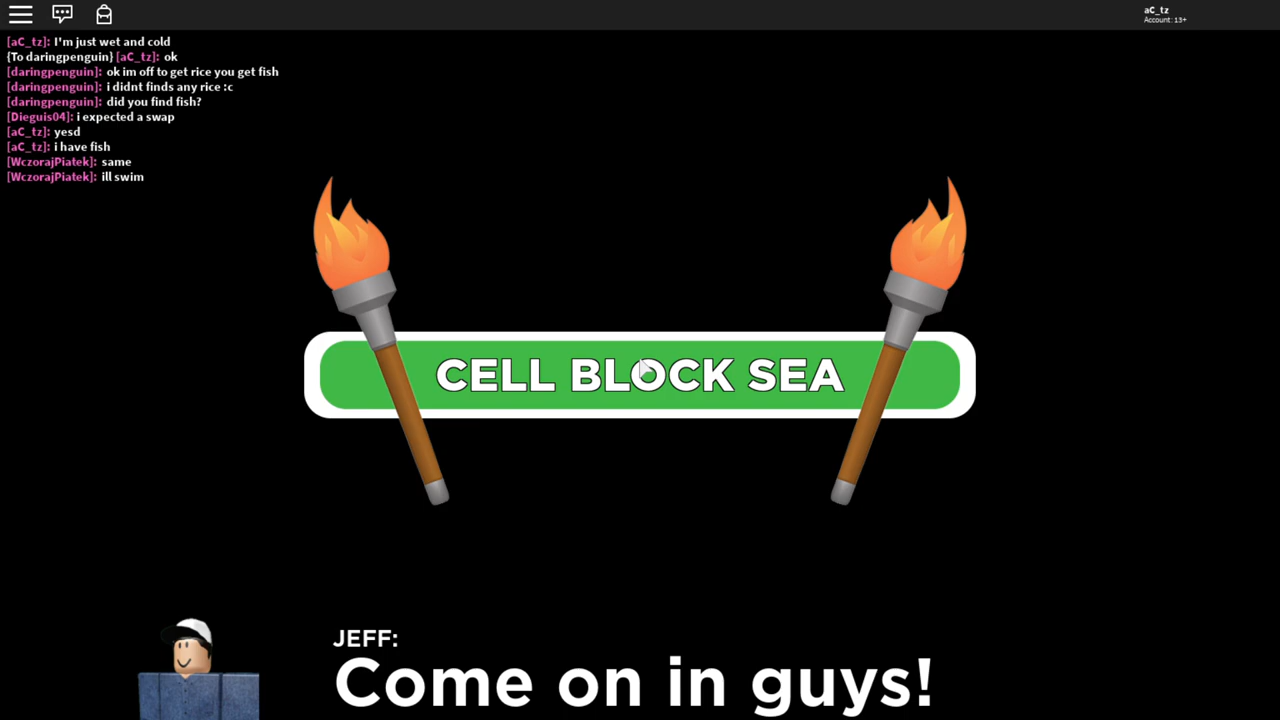 aC_tz
Account: 13+
[aC_tz]: I'm just wet and cold
{To daringpenguin} [aC_tz]: ok
[daringpenguin]: ok im off to get rice you get fish
[daringpenguin]: i didnt finds any rice :c
[daringpenguin]: did you find fish?
[Dieguis04]: i expected a swap
[aC_tz]: yesd
[aC_tz]: i have fish
[WczorajPiatek]: same
[WczorajPiatek]: ill swim
CELL BLOCK SEA
JEFF:
Come on in guys!